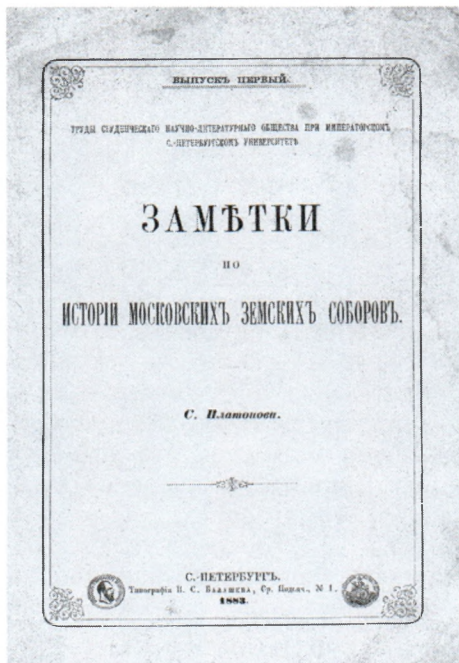 ВЫПУСКЪ ПЕРВЫЙ.
ТРУДЫ СТУДЕНЧЕСКАГО НАУЧНО-ЛИТЕРАТУРНАГО ОБЩЕСТВА ПРИ ИМПЕРАТОРСКОМЪ
С.-ПЕТЕРБУРГСКОМЪ УНИВЕРСИТЕТѢ
ЗАМѢТКИ
ПО
ИСТОРІИ МОСКОВСКИХЪ ЗЕМСКИХЪ СОБОРОВЪ.
С. Платонова.
С.-ПЕТЕРБУРГЪ.
Типографія В. С. Балашева, Ср. Подьяч., № 1.
1883.